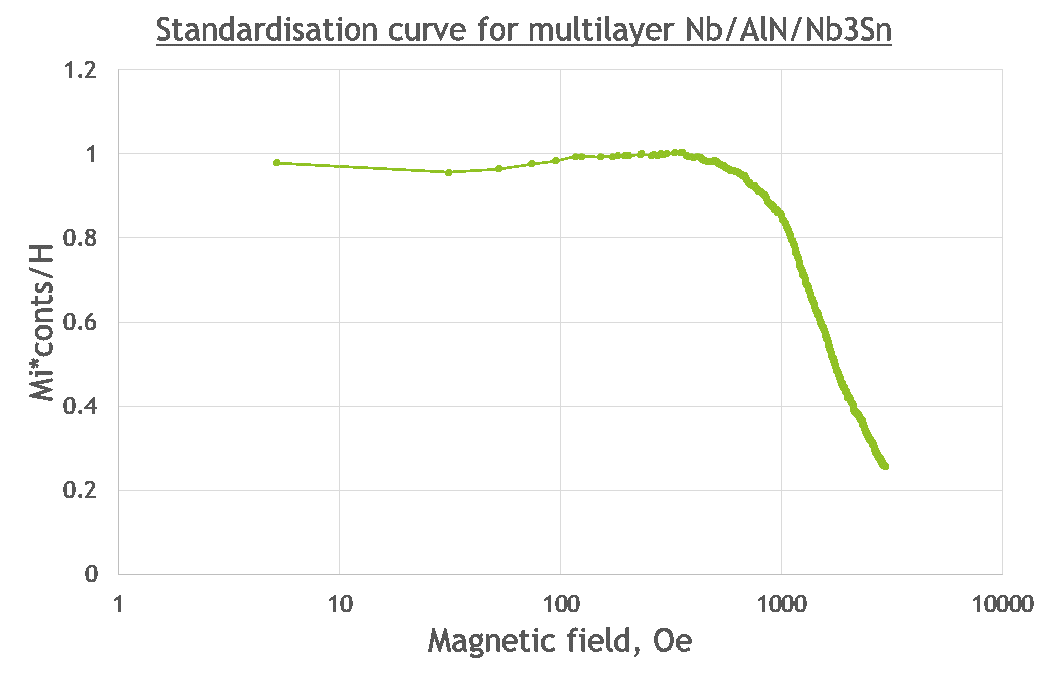 Standardisation curve for multilayer Nb/AlN/Nb3Sn
1.2
1
0.8
0.6
0.4
0.2
0
Mi*conts/H
1 10 100 1000 10000
Magnetic field, Oe